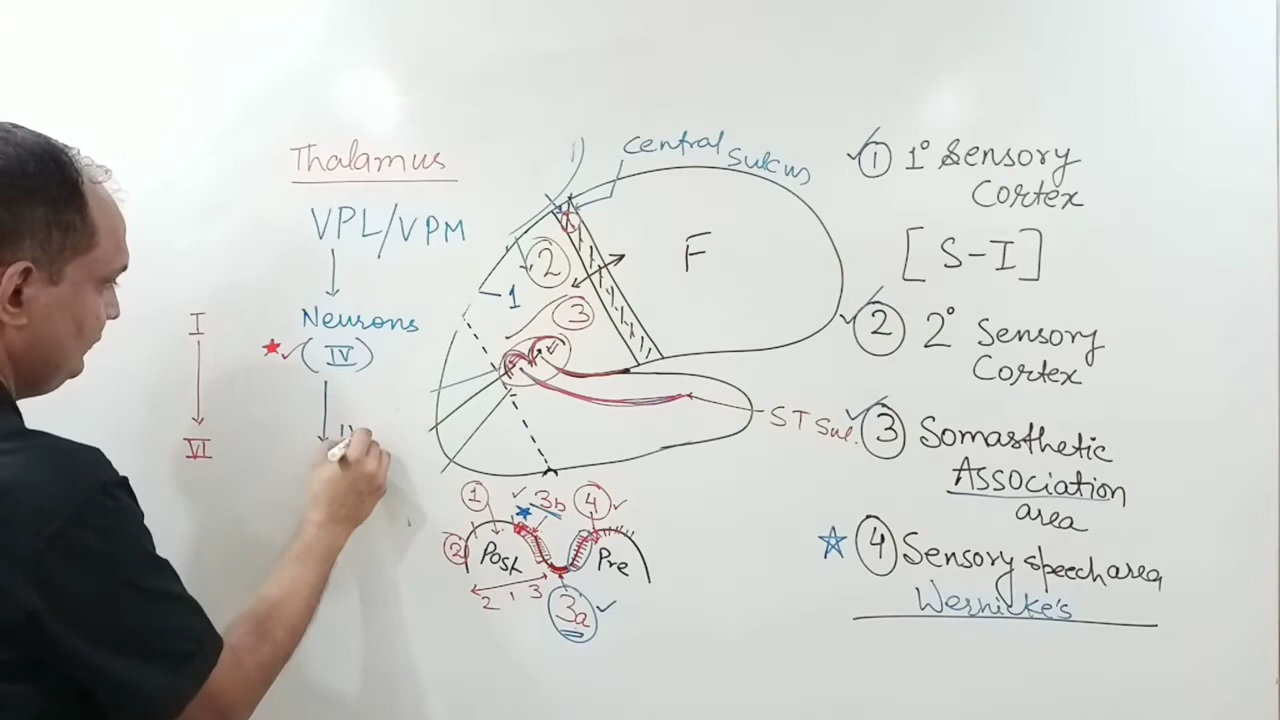 Thalamus
VPL/VPM
Neurons
(IV)
I
VI
Central
Sulcus
F
2
1
3
ST Sul.
1
3b
4
2
Post
Pre
2 1 3
3a
1 1° Sensory
Cortex
[S-I]
2 2° Sensory
Cortex
3 Somasthetic
Association
area
4 Sensory speech area
Wernicke's